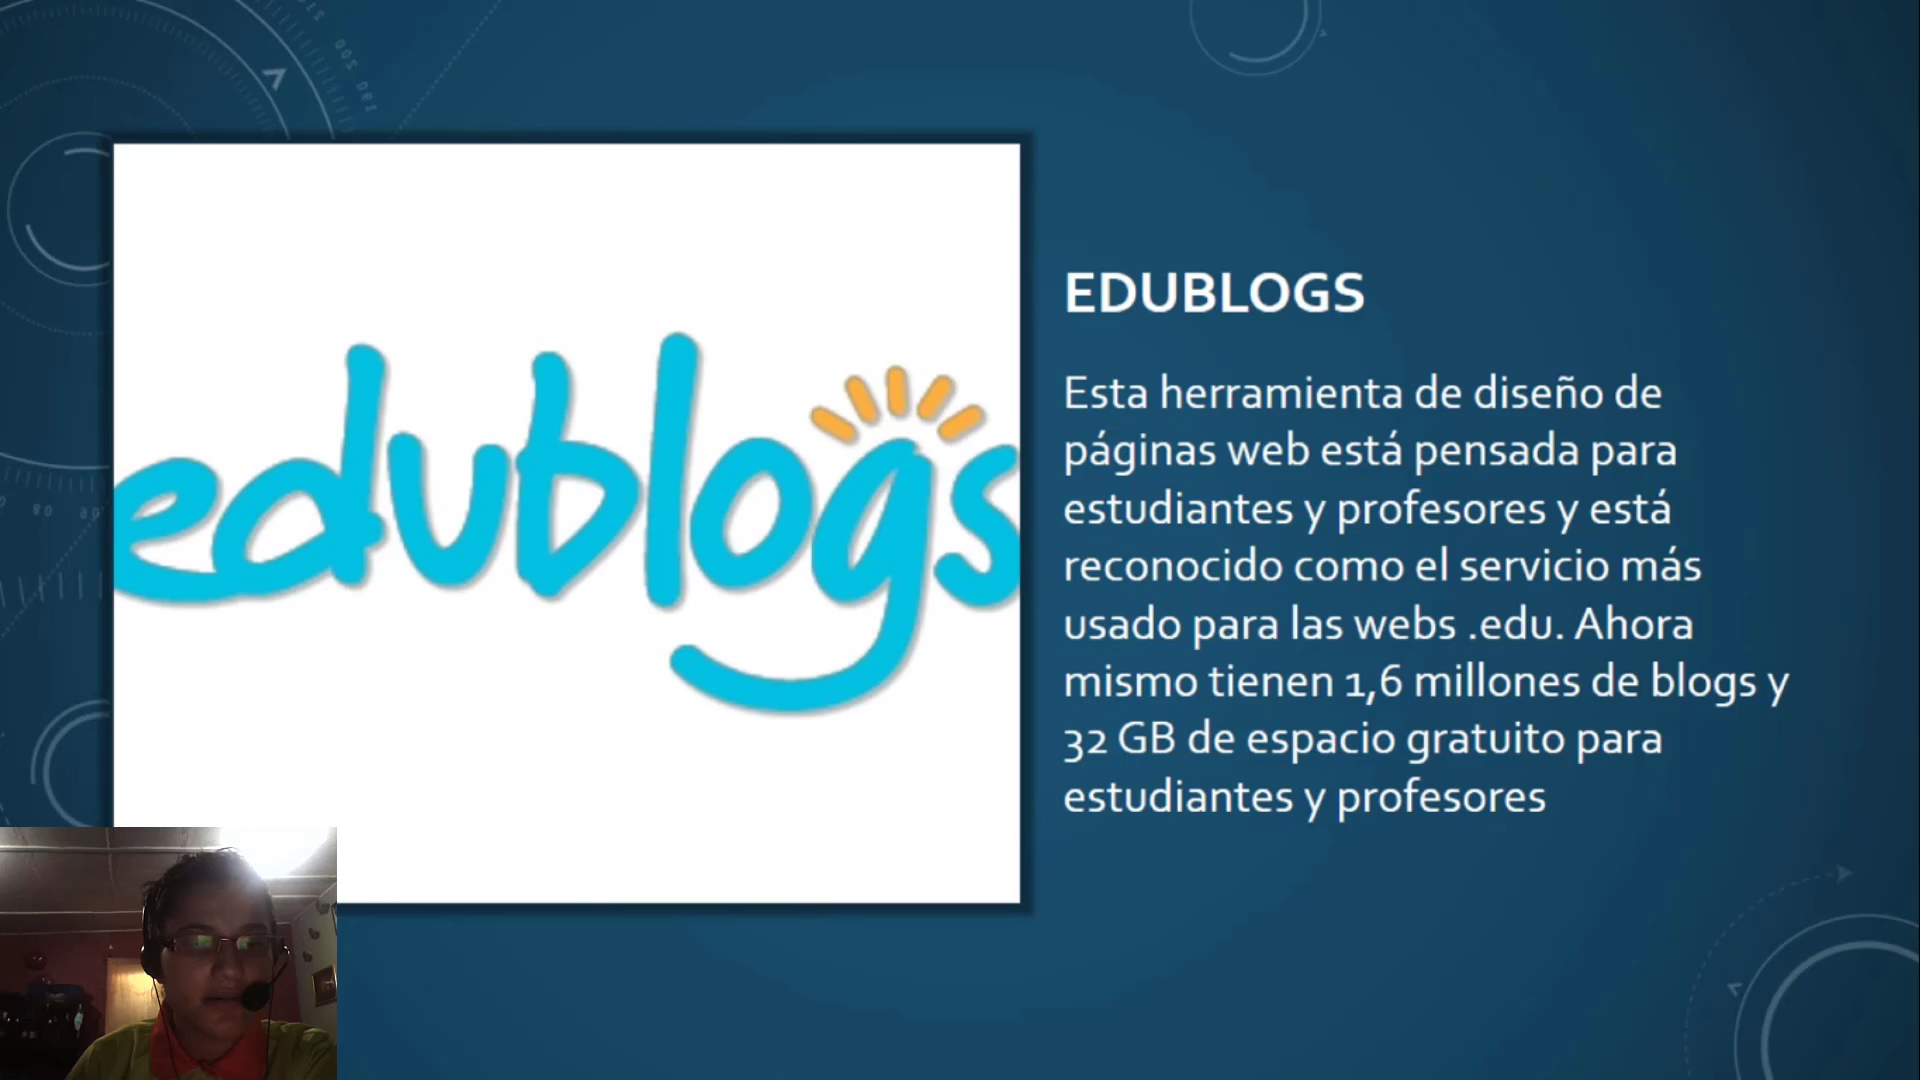 edublogs
EDUBLOGS
Esta herramienta de diseño de
páginas web está pensada para
estudiantes y profesores y está
reconocido como el servicio más
usado para las webs .edu. Ahora
mismo tienen 1,6 millones de blogs y
32 GB de espacio gratuito para
estudiantes y profesores